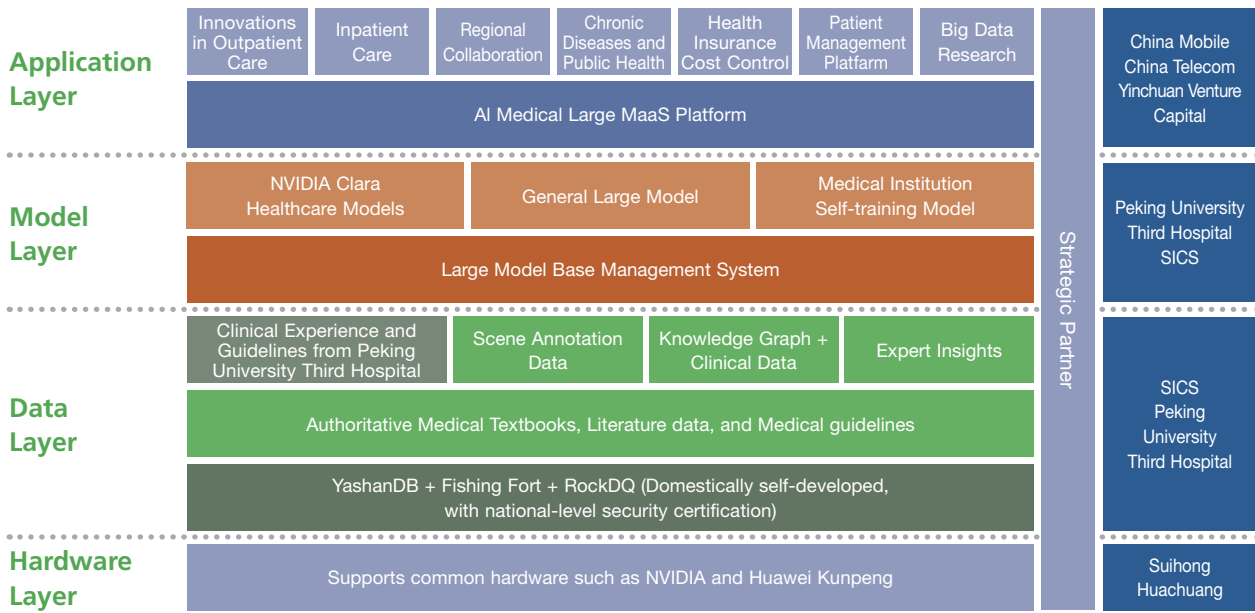 Application
Layer
Innovations
in Outpatient
Care
Inpatient
Care
Regional
Collaboration
Chronic
Diseases and
Public Health
Health
Insurance
Cost Control
Patient
Management
Platform
Big Data
Research
AI Medical Large MaaS Platform
China Mobile
China Telecom
Yinchuan Venture
Capital
Model
Layer
NVIDIA Clara
Healthcare Models
General Large Model
Medical Institution
Self-training Model
Large Model Base Management System
Strategic Partner
Peking University
Third Hospital
SICS
Data
Layer
Clinical Experience and
Guidelines from Peking
University Third Hospital
Scene Annotation
Data
Knowledge Graph +
Clinical Data
Expert Insights
Authoritative Medical Textbooks, Literature data, and Medical guidelines
YashanDB + Fishing Fort + RockDQ (Domestically self-developed,
with national-level security certification)
SICS
Peking
University
Third Hospital
Hardware
Layer
Supports common hardware such as NVIDIA and Huawei Kunpeng
Suihong
Huachuang